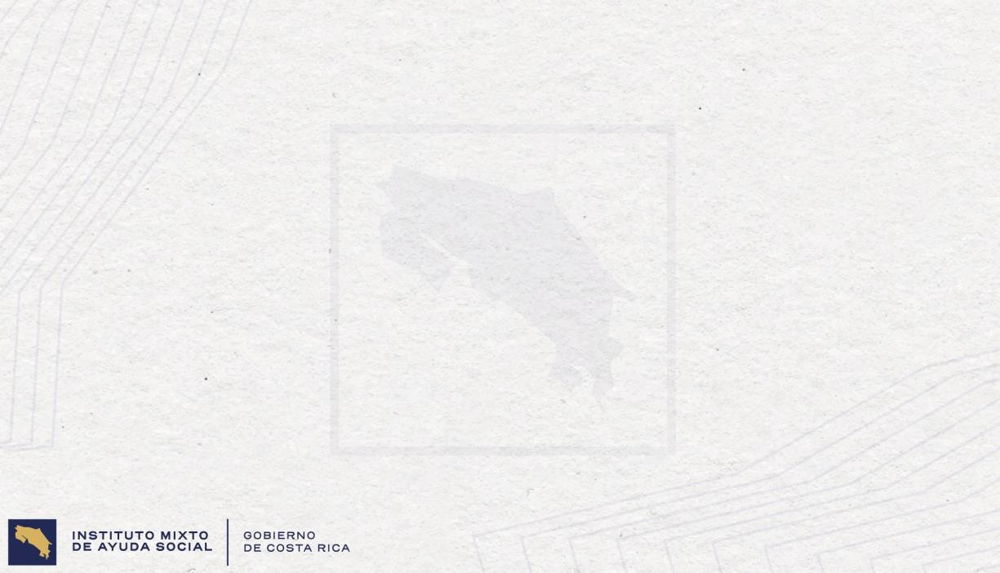 INSTITUTO MIXTO
DE AYUDA SOCIAL
GOBIERNO
DE COSTA RICA